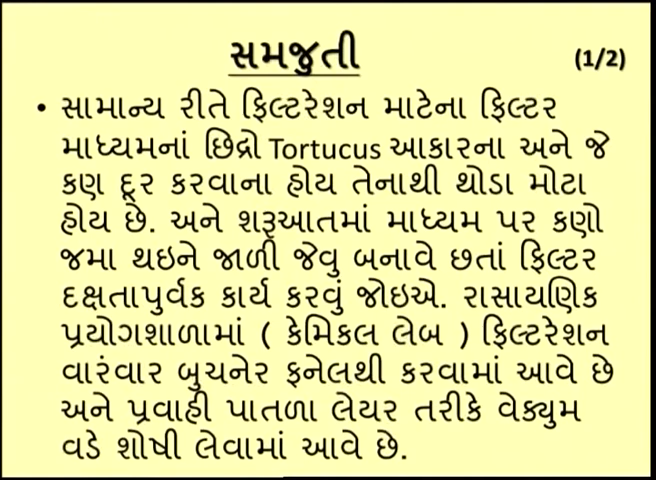 સમજુતી (1/2)
• સામાન્ય રીતે ફિલ્ટરેશન માટેના ફિલ્ટર
માધ્યમનાં છિદ્રો Tortucus આકારના અને જે
કણ દૂર કરવાના હોય તેનાથી થોડા મોટા
હોય છે. અને શરૂઆતમાં માધ્યમ પર કણો
જમા થઇને જાળી જેવુ બનાવે છતાં ફિલ્ટર
દક્ષતાપુર્વક કાર્ય કરવું જોઇએ. રાસાયણિક
પ્રયોગશાળામાં ( કેમિકલ લેબ ) ફિલ્ટરેશન
વારંવાર બુચનેર ફનેલથી કરવામાં આવે છે
અને પ્રવાહી પાતળા લેયર તરીકે વેક્યુમ
વડે શોષી લેવામાં આવે છે.